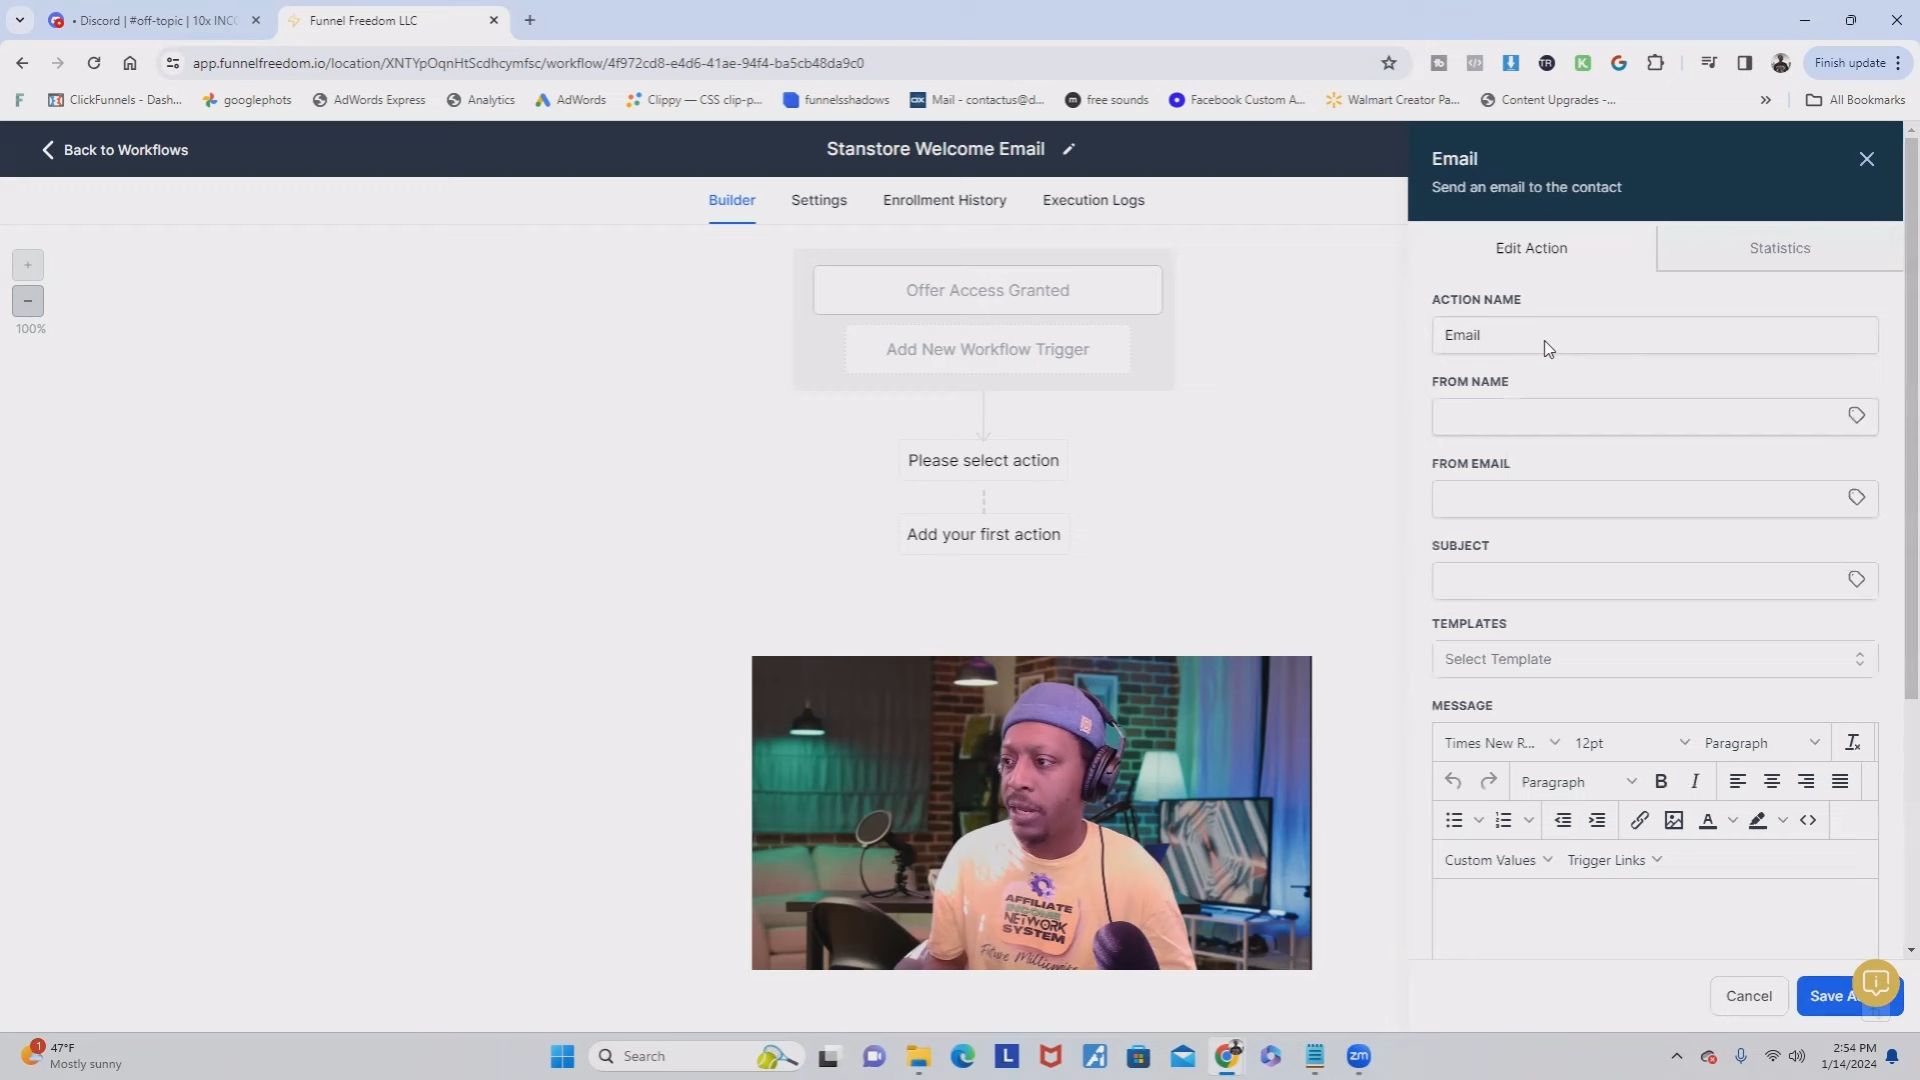 • Discord | #off-topic | 10x INC
Funnel Freedom LLC
app.funnelfreedom.io/location/XNTYpOqnHtScdhcymfsc/workflow/4f972cd8-e4d6-41ae-94f4-ba5cb48da9c0
Finish update
ClickFunnels - Dash...
googlephots
AdWords Express
Analytics
AdWords
Clippy — CSS clip-p...
funnelsshadows
Mail - contactus@d...
free sounds
Facebook Custom A...
Walmart Creator Pa...
Content Upgrades -...
All Bookmarks
Back to Workflows
Stanstore Welcome Email
Builder
Settings
Enrollment History
Execution Logs
100%
Offer Access Granted
Add New Workflow Trigger
Please select action
Add your first action
Email
Send an email to the contact
Edit Action
Statistics
ACTION NAME
Email
FROM NAME
FROM EMAIL
SUBJECT
TEMPLATES
Select Template
MESSAGE
Times New R...
12pt
Paragraph
Paragraph
B I
Custom Values
Trigger Links
AFFILIATE
INCOME
NETWORK
SYSTEM
Cancel
Save A
1
47°F
Mostly sunny
Search
zm
2:54 PM
1/14/2024